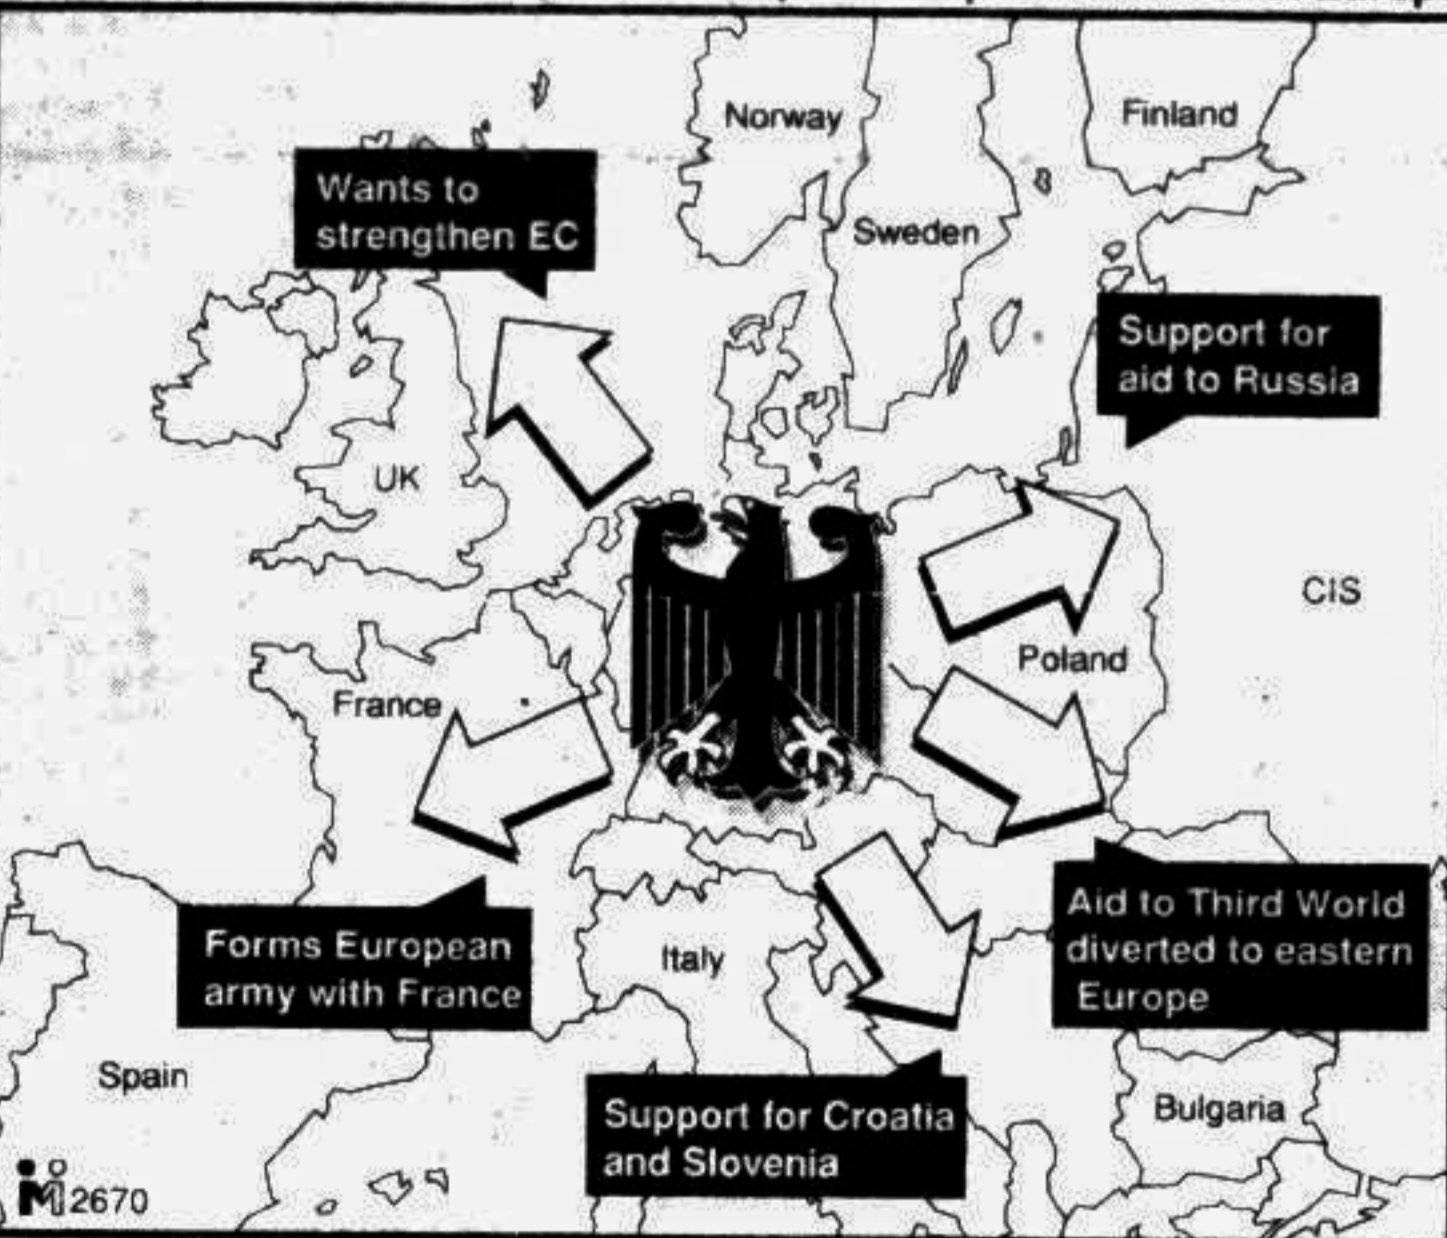 Norway
Finland
Wants to
strengthen EC
Sweden
Support for
aid to Russia
UK
CIS
Poland
France
Aid to Third World
diverted to eastern
Europe
Forms European
army with France
Italy
Spain
Support for Croatia
and Slovenia
Bulgaria
2670